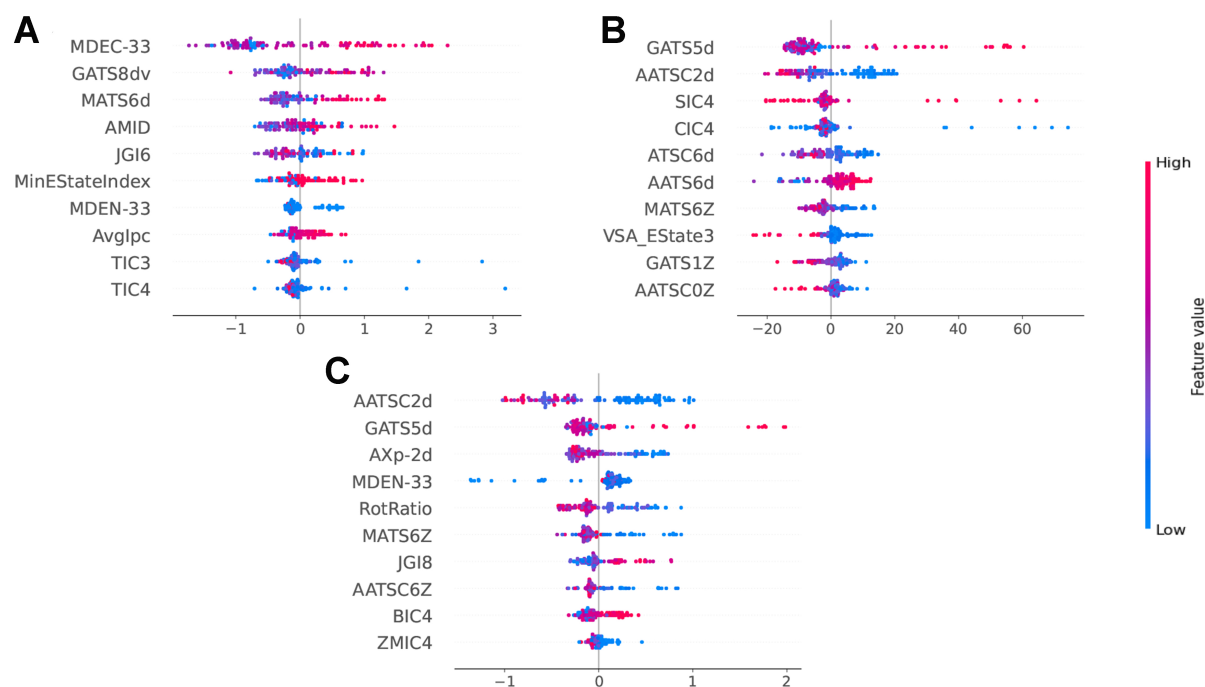 A
MDEC-33
GATS8dv
MATS6d
AMID
JGI6
MinEStateIndex
MDEN-33
AvgIpc
TIC3
TIC4
−1 0 1 2 3
B
GATS5d
AATSC2d
SIC4
CIC4
ATSC6d
AATS6d
MATS6Z
VSA_EState3
GATS1Z
AATSC0Z
−20 0 20 40 60
C
AATSC2d
GATS5d
AXp-2d
MDEN-33
RotRatio
MATS6Z
JGI8
AATSC6Z
BIC4
ZMIC4
−1 0 1 2
High
Feature value
Low